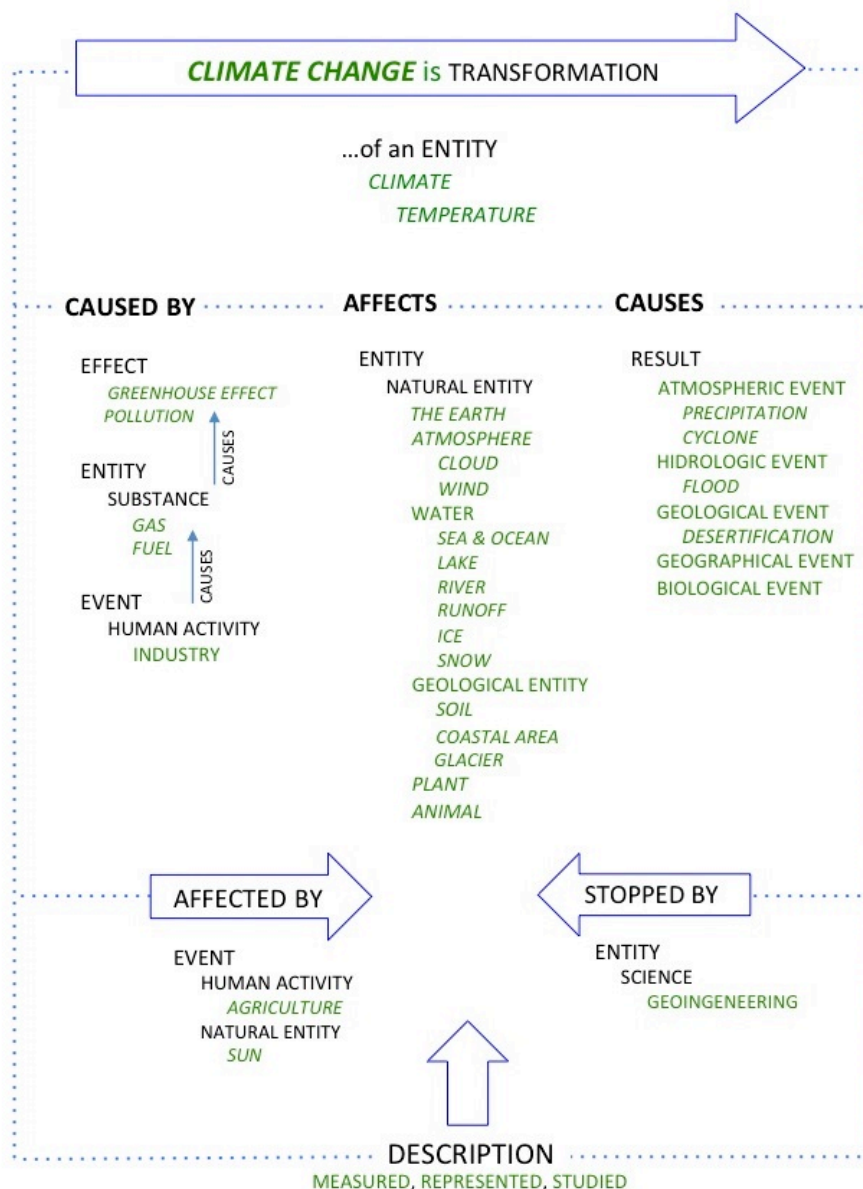 CLIMATE CHANGE is TRANSFORMATION
...of an ENTITY
CLIMATE
TEMPERATURE
CAUSED BY
EFFECT
GREENHOUSE EFFECT
POLLUTION
CAUSES
ENTITY
SUBSTANCE
GAS
FUEL
CAUSES
EVENT
HUMAN ACTIVITY
INDUSTRY
AFFECTS
ENTITY
NATURAL ENTITY
THE EARTH
ATMOSPHERE
CLOUD
WIND
WATER
SEA & OCEAN
LAKE
RIVER
RUNOFF
ICE
SNOW
GEOLOGICAL ENTITY
SOIL
COASTAL AREA
GLACIER
PLANT
ANIMAL
CAUSES
RESULT
ATMOSPHERIC EVENT
PRECIPITATION
CYCLONE
HIDROLOGIC EVENT
FLOOD
GEOLOGICAL EVENT
DESERTIFICATION
GEOGRAPHICAL EVENT
BIOLOGICAL EVENT
AFFECTED BY
EVENT
HUMAN ACTIVITY
AGRICULTURE
NATURAL ENTITY
SUN
STOPPED BY
ENTITY
SCIENCE
GEOINGENEERING
DESCRIPTION
MEASURED, REPRESENTED, STUDIED